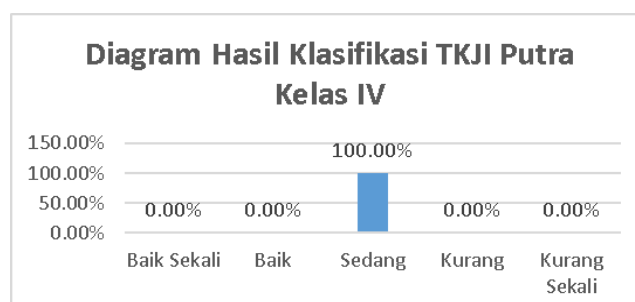 Diagram Hasil Klasifikasi TKJI Putra
Kelas IV
150.00%
100.00%
50.00%
0.00%
0.00%
0.00%
100.00%
0.00%
0.00%
Baik Sekali
Baik
Sedang
Kurang
Kurang
Sekali